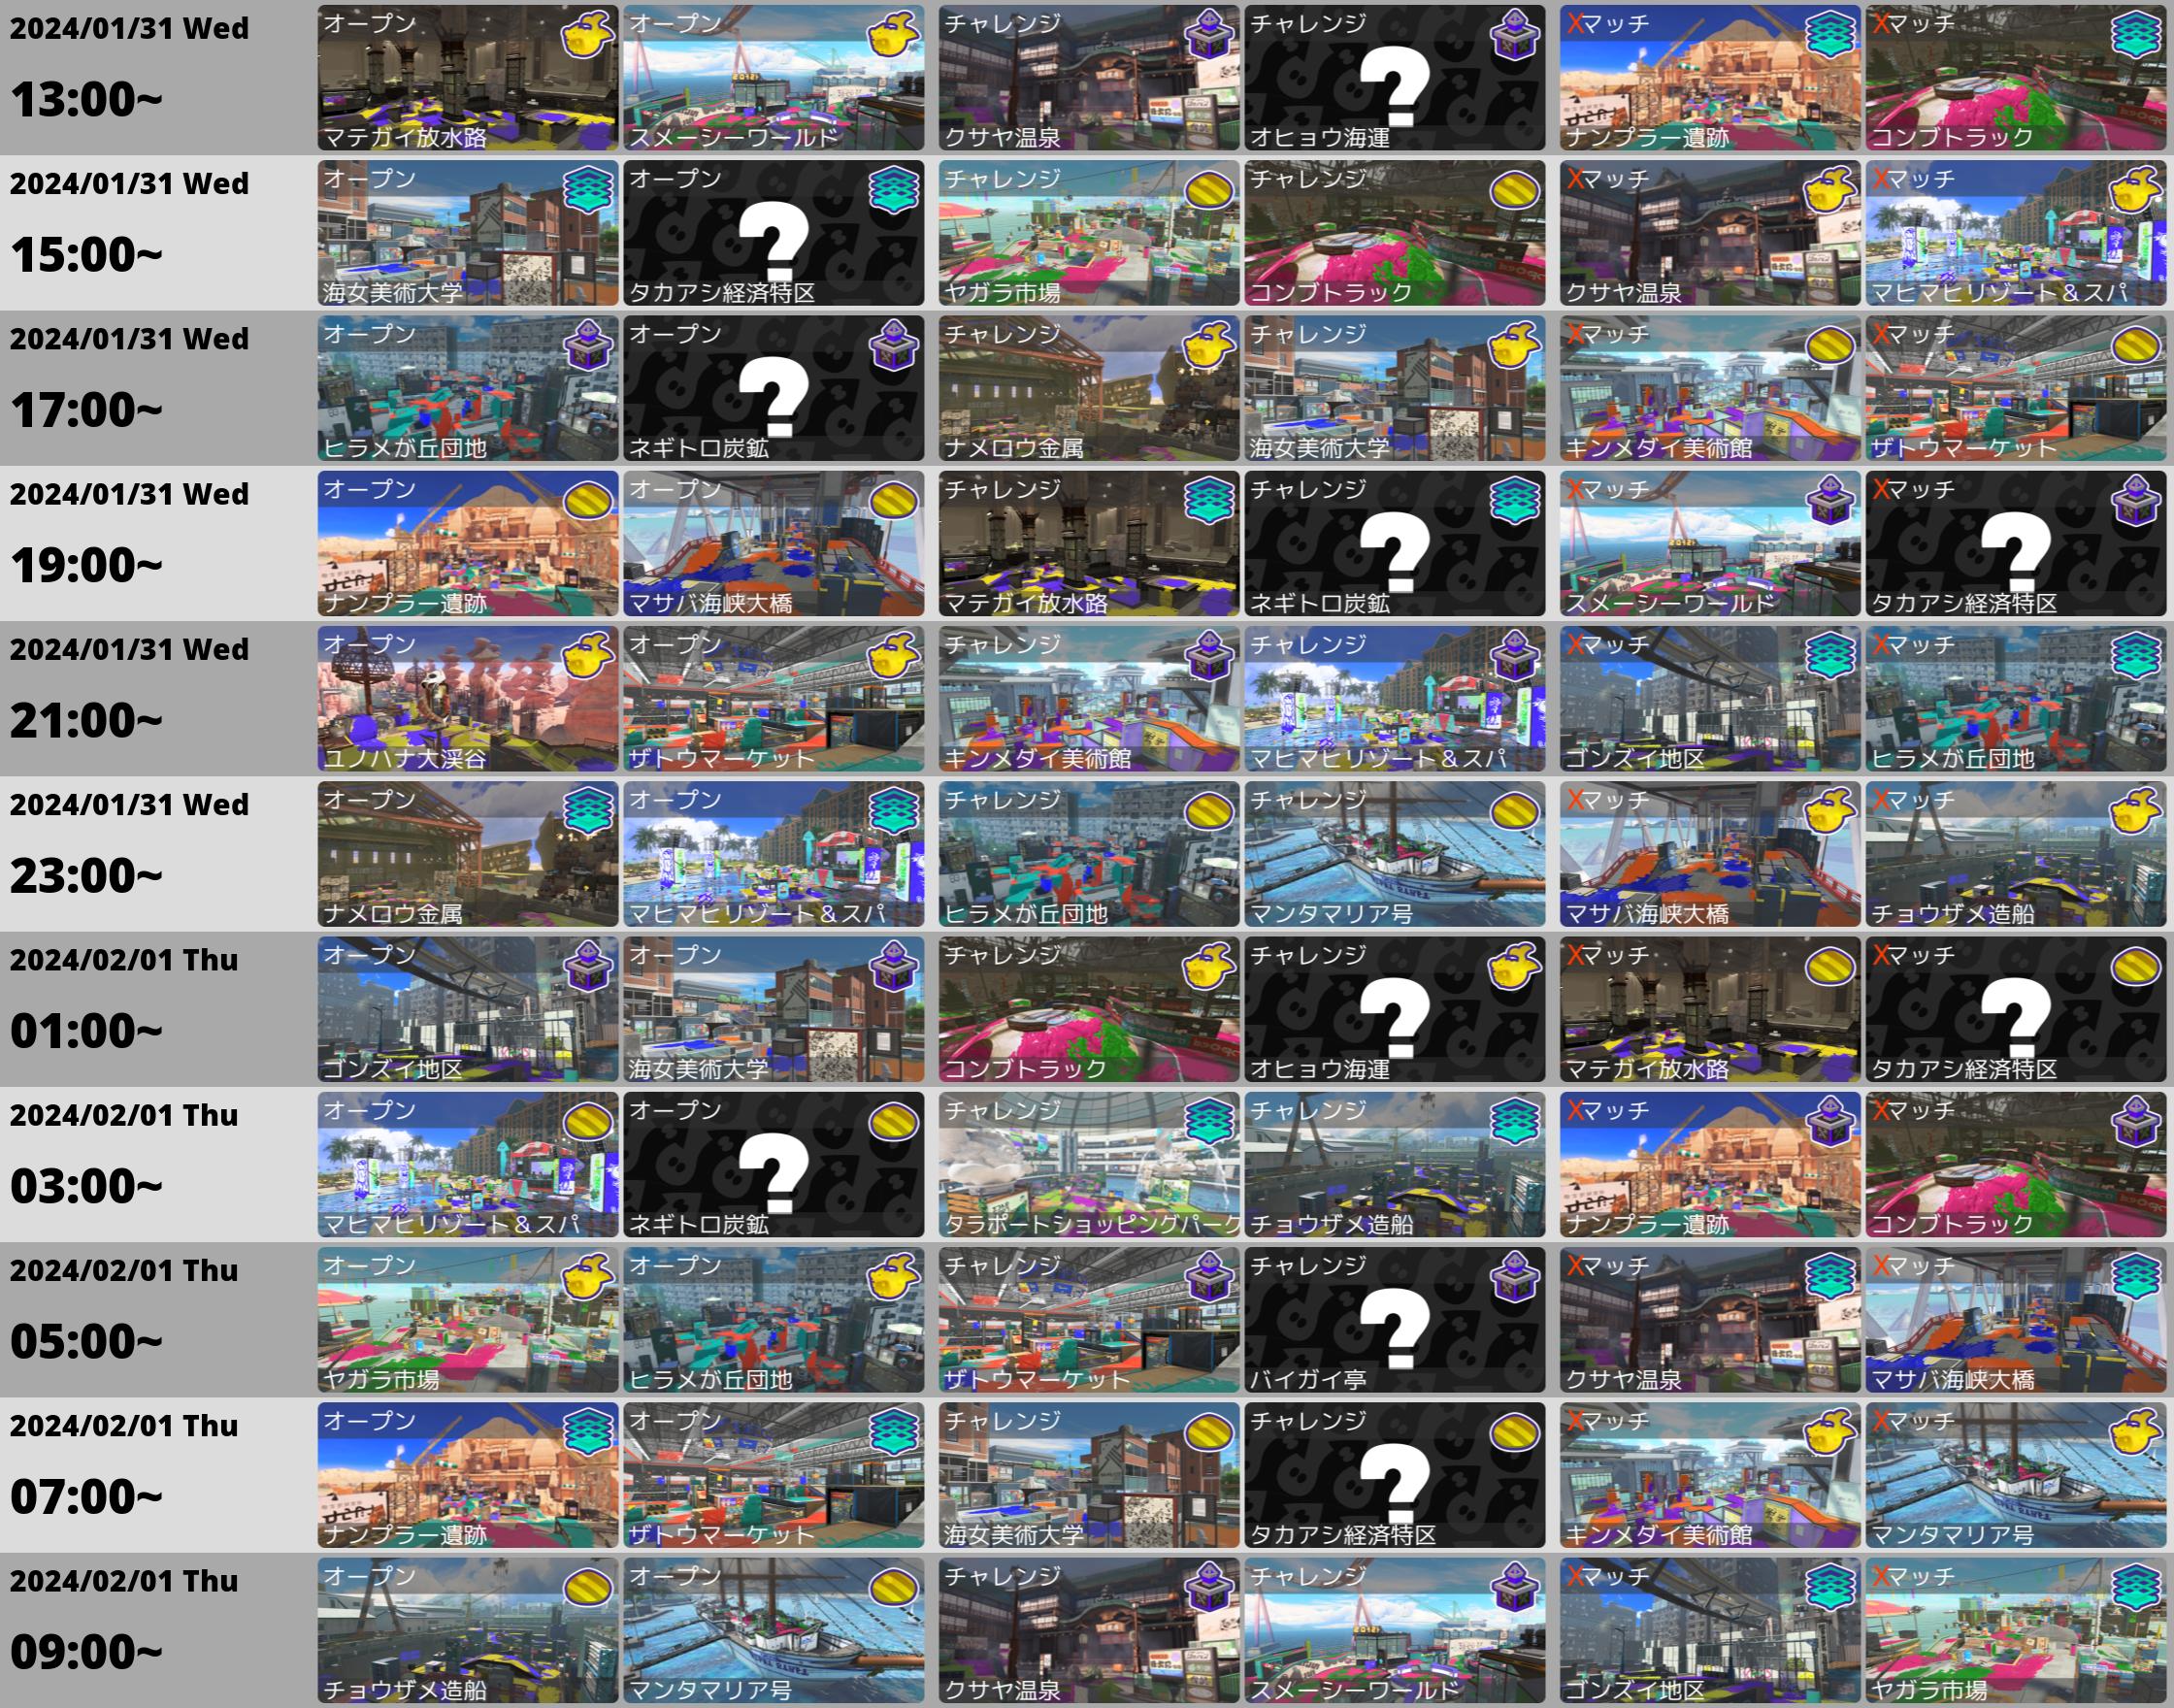 2024/01/31 Wed
13:00~
オープン
マテガイ放水路
オープン
スメーシーワールド
チャレンジ
クサヤ温泉
チャレンジ
オヒョウ海運
Xマッチ
ナンプラー遺跡
Xマッチ
コンブトラック
2024/01/31 Wed
15:00~
オープン
海女美術大学
オープン
タカアシ経済特区
チャレンジ
ヤガラ市場
チャレンジ
コンブトラック
Xマッチ
クサヤ温泉
Xマッチ
マヒマヒリゾート＆スパ
2024/01/31 Wed
17:00~
オープン
ヒラメが丘団地
オープン
ネギトロ炭鉱
チャレンジ
ナメロウ金属
チャレンジ
海女美術大学
Xマッチ
キンメダイ美術館
Xマッチ
ザトウマーケット
2024/01/31 Wed
19:00~
オープン
ナンプラー遺跡
オープン
マサバ海峡大橋
チャレンジ
マテガイ放水路
チャレンジ
ネギトロ炭鉱
Xマッチ
スメーシーワールド
Xマッチ
タカアシ経済特区
2024/01/31 Wed
21:00~
オープン
ユノハナ大渓谷
オープン
ザトウマーケット
チャレンジ
キンメダイ美術館
チャレンジ
マヒマヒリゾート＆スパ
Xマッチ
ゴンズイ地区
Xマッチ
ヒラメが丘団地
2024/01/31 Wed
23:00~
オープン
ナメロウ金属
オープン
マヒマヒリゾート＆スパ
チャレンジ
ヒラメが丘団地
チャレンジ
マンタマリア号
Xマッチ
マサバ海峡大橋
Xマッチ
チョウザメ造船
2024/02/01 Thu
01:00~
オープン
ゴンズイ地区
オープン
海女美術大学
チャレンジ
コンブトラック
チャレンジ
オヒョウ海運
Xマッチ
マテガイ放水路
Xマッチ
タカアシ経済特区
2024/02/01 Thu
03:00~
オープン
マヒマヒリゾート＆スパ
オープン
ネギトロ炭鉱
チャレンジ
タラポートショッピングパーク
チャレンジ
チョウザメ造船
Xマッチ
ナンプラー遺跡
Xマッチ
コンブトラック
2024/02/01 Thu
05:00~
オープン
ヤガラ市場
オープン
ヒラメが丘団地
チャレンジ
ザトウマーケット
チャレンジ
バイガイ亭
Xマッチ
クサヤ温泉
Xマッチ
マサバ海峡大橋
2024/02/01 Thu
07:00~
オープン
ナンプラー遺跡
オープン
ザトウマーケット
チャレンジ
海女美術大学
チャレンジ
タカアシ経済特区
Xマッチ
キンメダイ美術館
Xマッチ
マンタマリア号
2024/02/01 Thu
09:00~
オープン
チョウザメ造船
オープン
マンタマリア号
チャレンジ
クサヤ温泉
チャレンジ
スメーシーワールド
Xマッチ
ゴンズイ地区
Xマッチ
ヤガラ市場